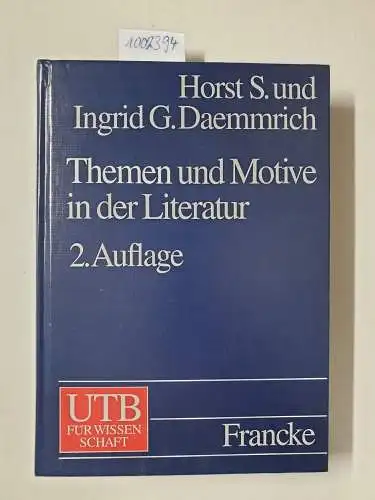 1002394
Horst S. und
Ingrid G. Daemmrich
Themen und Motive
in der Literatur
2. Auflage
UTB
FÜR WISSEN
SCHAFT
Francke